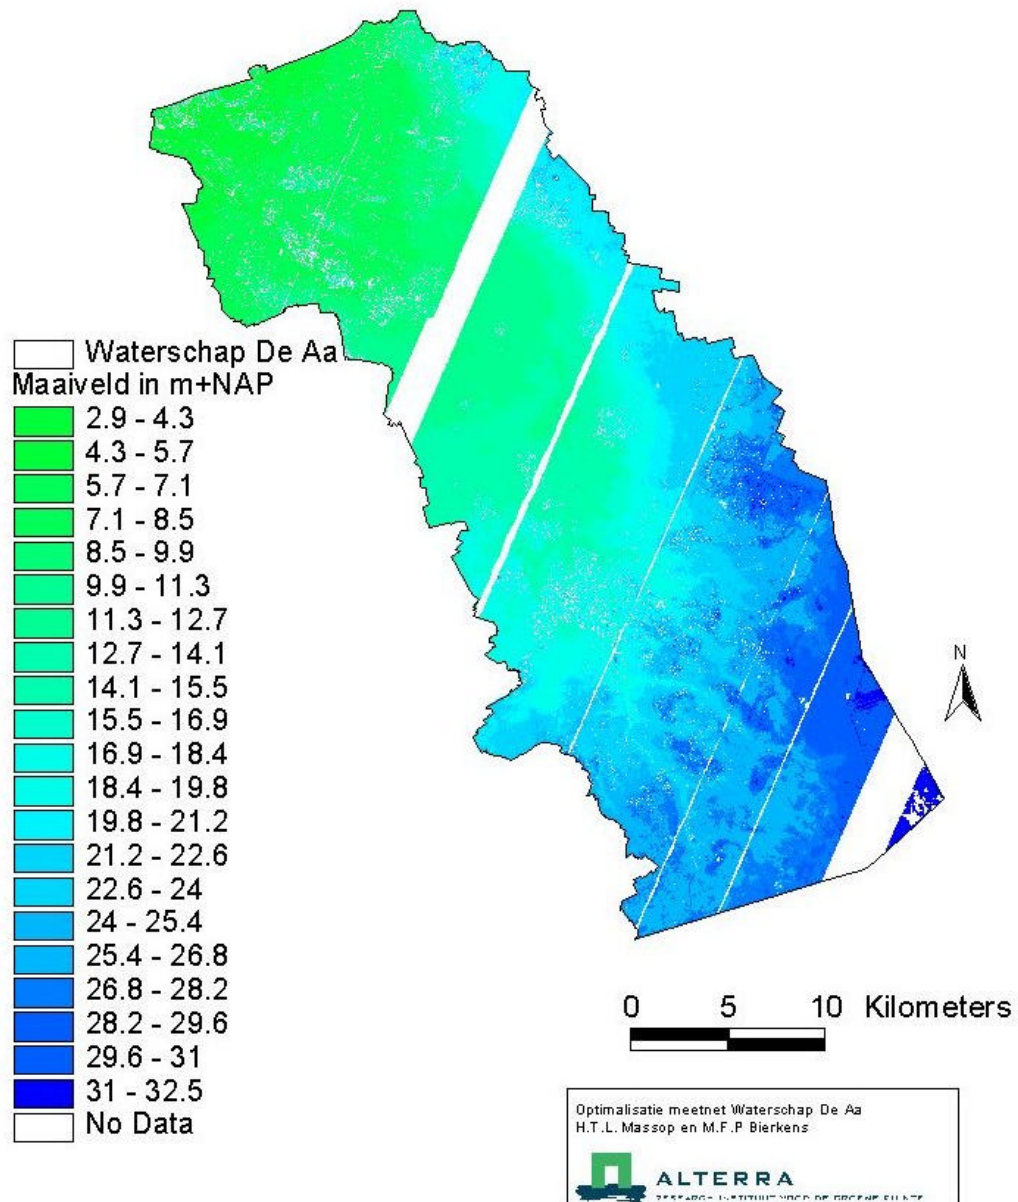 Waterschap De Aa
Maaiveld in m+NAP
2.9 - 4.3
4.3 - 5.7
5.7 - 7.1
7.1 - 8.5
8.5 - 9.9
9.9 - 11.3
11.3 - 12.7
12.7 - 14.1
14.1 - 15.5
15.5 - 16.9
16.9 - 18.4
18.4 - 19.8
19.8 - 21.2
21.2 - 22.6
22.6 - 24
24 - 25.4
25.4 - 26.8
26.8 - 28.2
28.2 - 29.6
29.6 - 31
31 - 32.5
No Data
N
0 5 10 Kilometers
Optimalisatie meetnet Waterschap De Aa
H.T.L. Massop en M.F.P Bierkens
ALTERRA